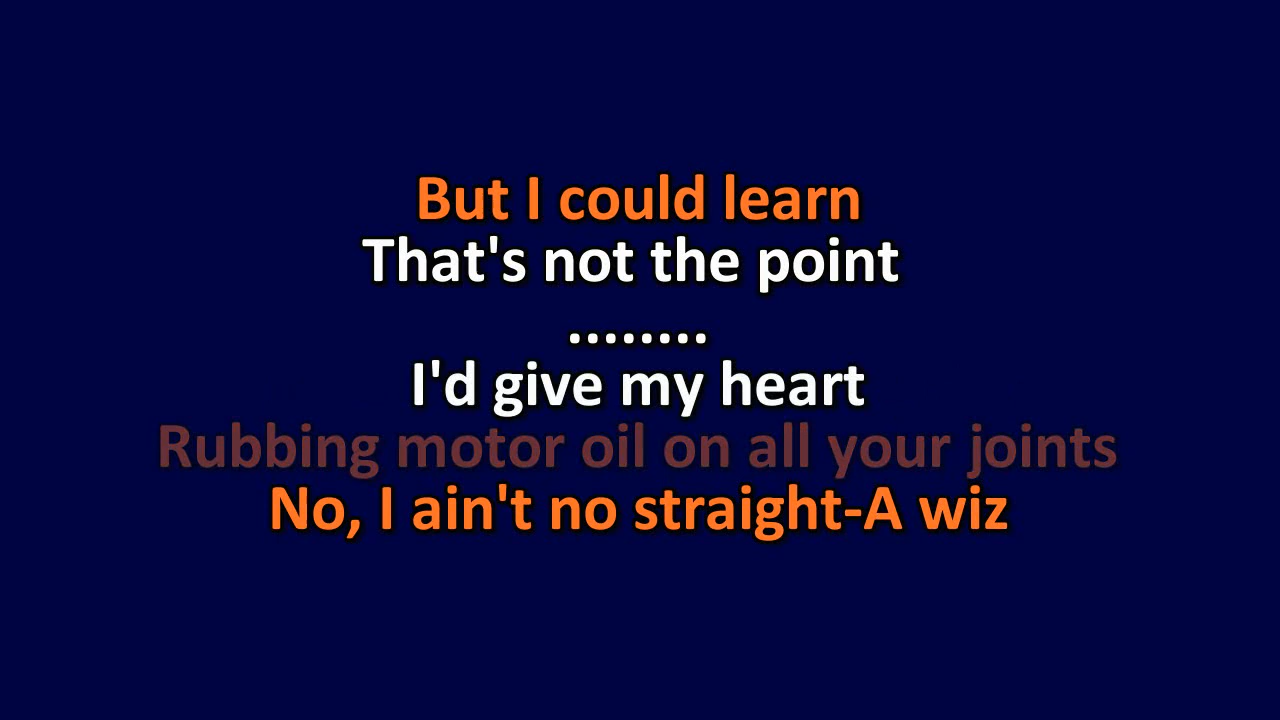 But I could learn
That's not the point
........
I'd give my heart
Rubbing motor oil on all your joints
No, I ain't no straight-A wiz